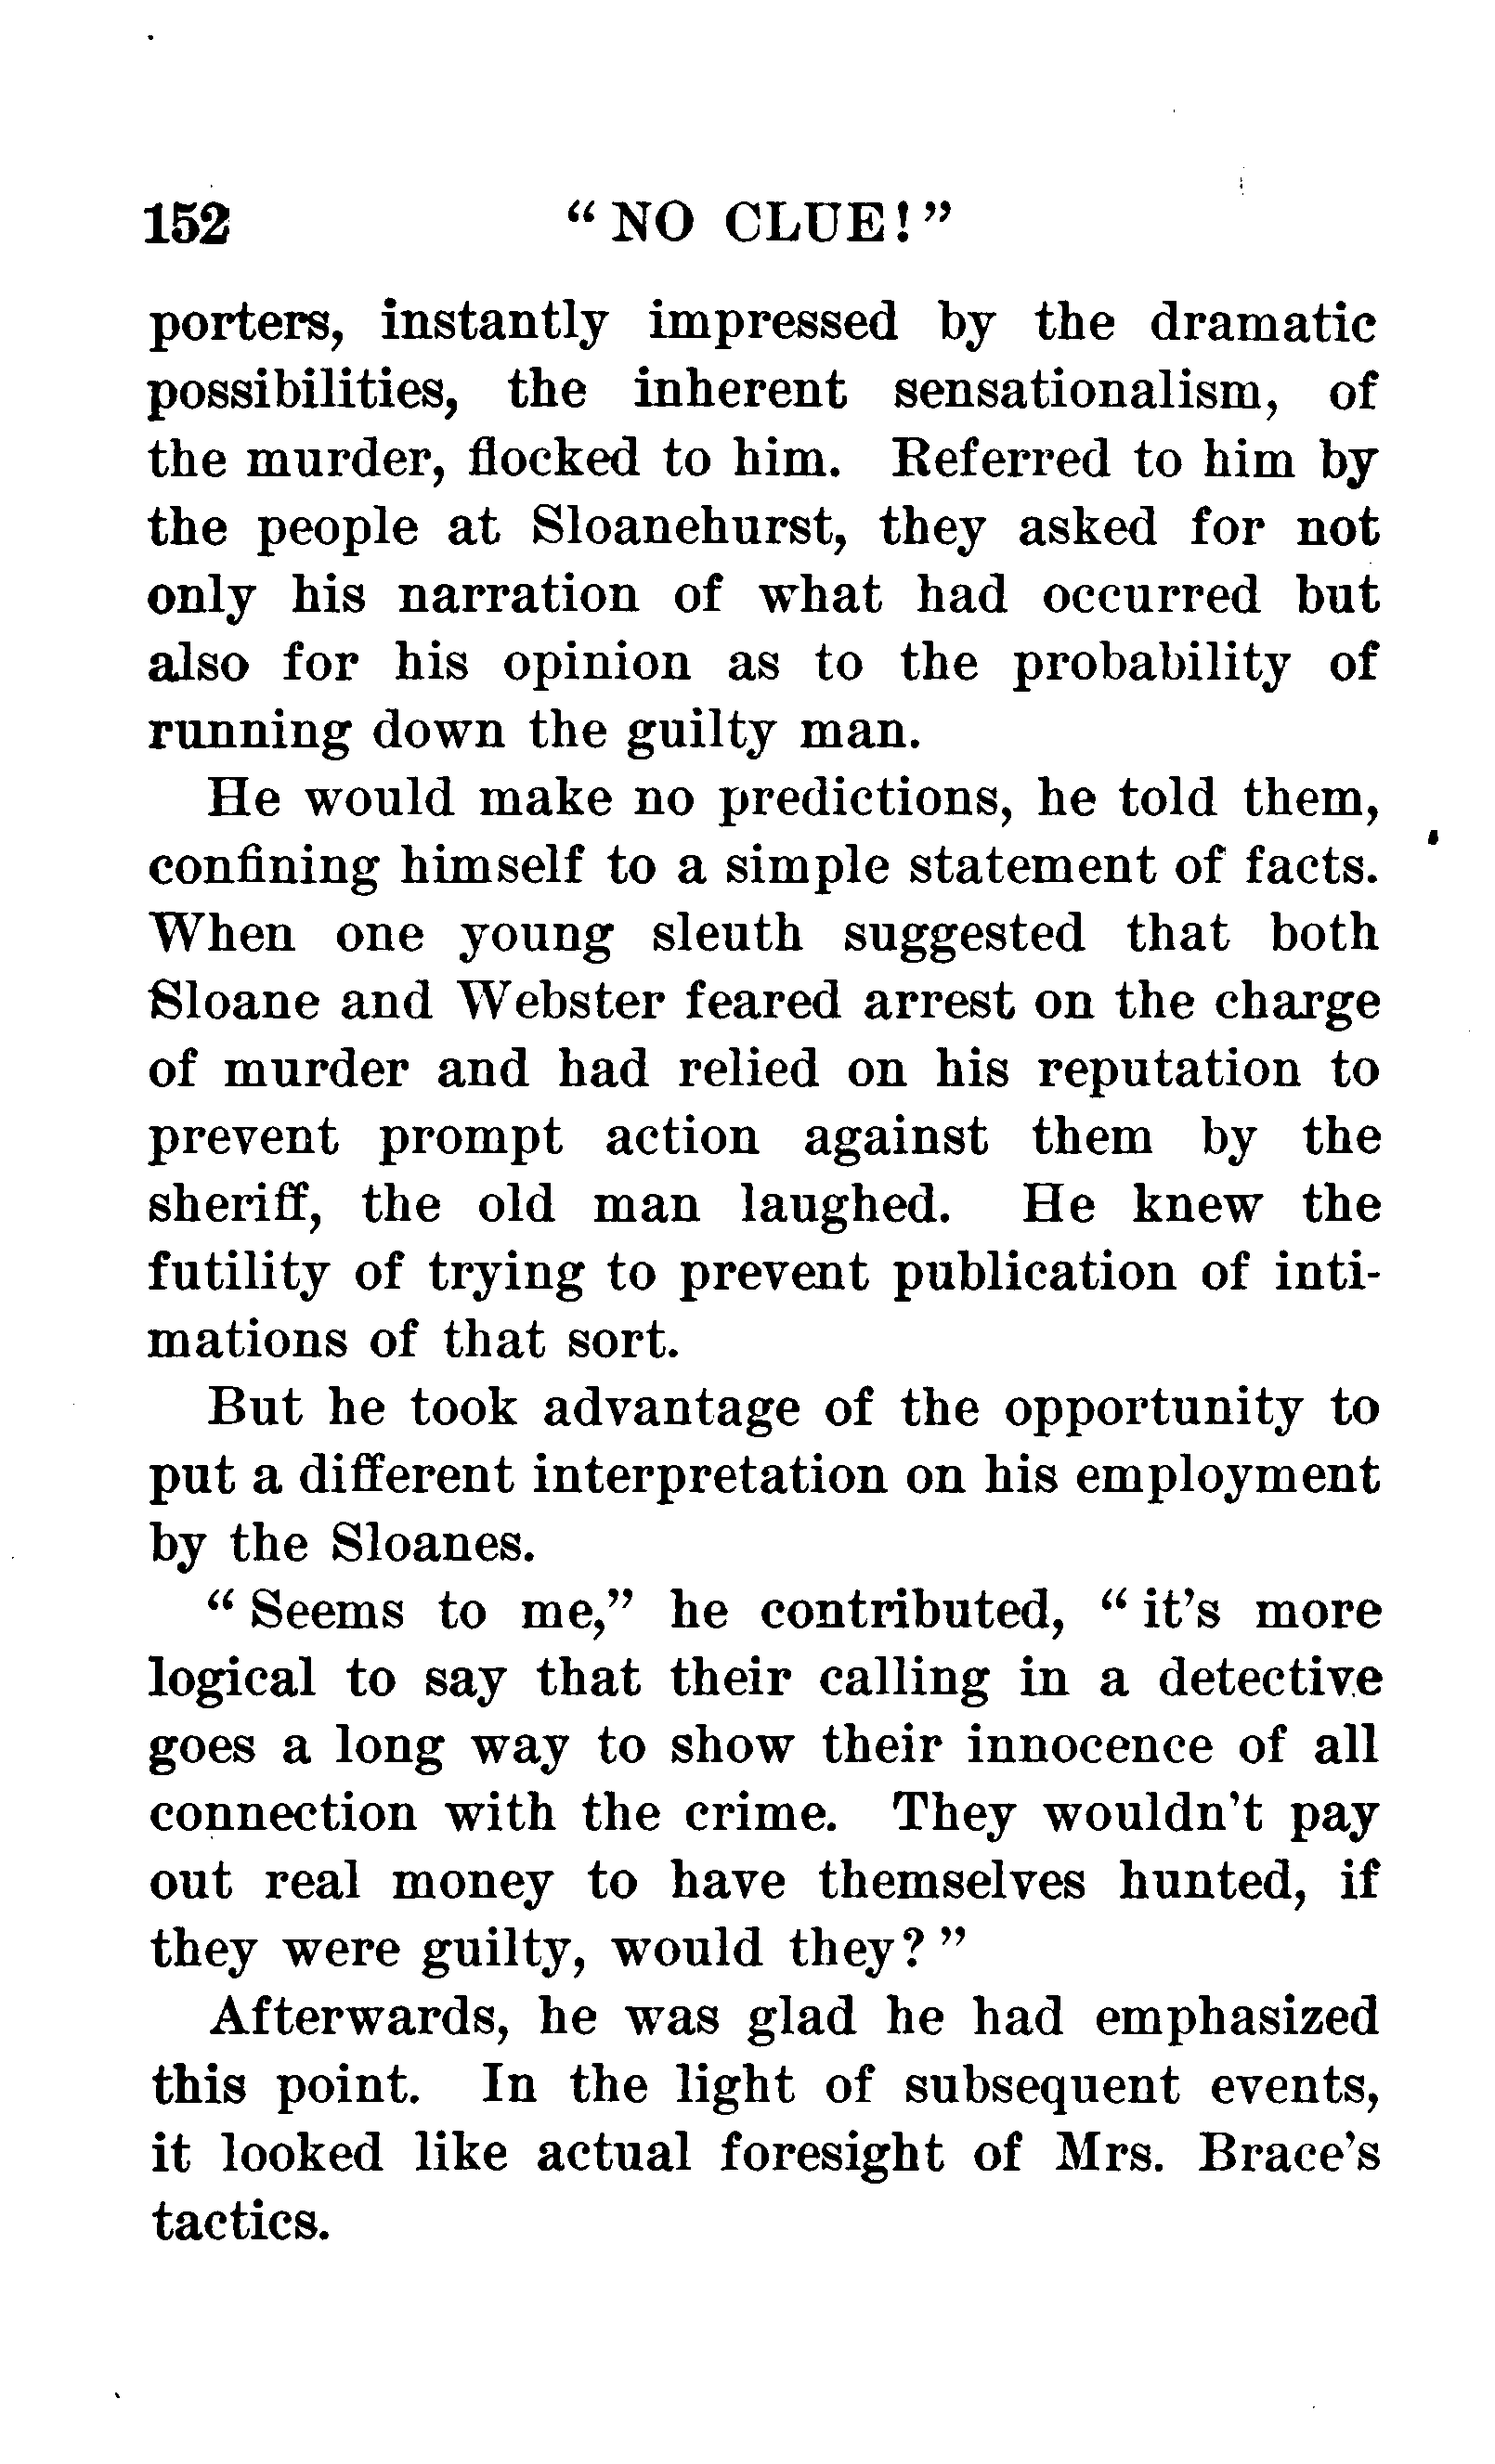 152 “ NO CLUE! ”
porters, instantly impressed by the dramatic
possibilities, the inherent sensationalism, of
the murder, flocked to him. Referred to him by
the people at Sloanehurst, they asked for not
only his narration of what had occurred but
also for his opinion as to the probability of
running down the guilty man.
He would make no predictions, he told them,
confining himself to a simple statement of facts.
When one young sleuth suggested that both
Sloane and Webster feared arrest on the charge
of murder and had relied on his reputation to
prevent prompt action against them by the
sheriff, the old man laughed. He knew the
futility of trying to prevent publication of inti-
mations of that sort.
But he took advantage of the opportunity to
put a different interpretation on his employment
by the Sloanes.
“ Seems to me,” he contributed, “ it’s more
logical to say that their calling in a detective
goes a long way to show their innocence of all
connection with the crime. They wouldn’t pay
out real money to have themselves hunted, if
they were guilty, would they? ”
Afterwards, he was glad he had emphasized
this point. In the light of subsequent events,
it looked like actual foresight of Mrs. Brace’s
tactics.